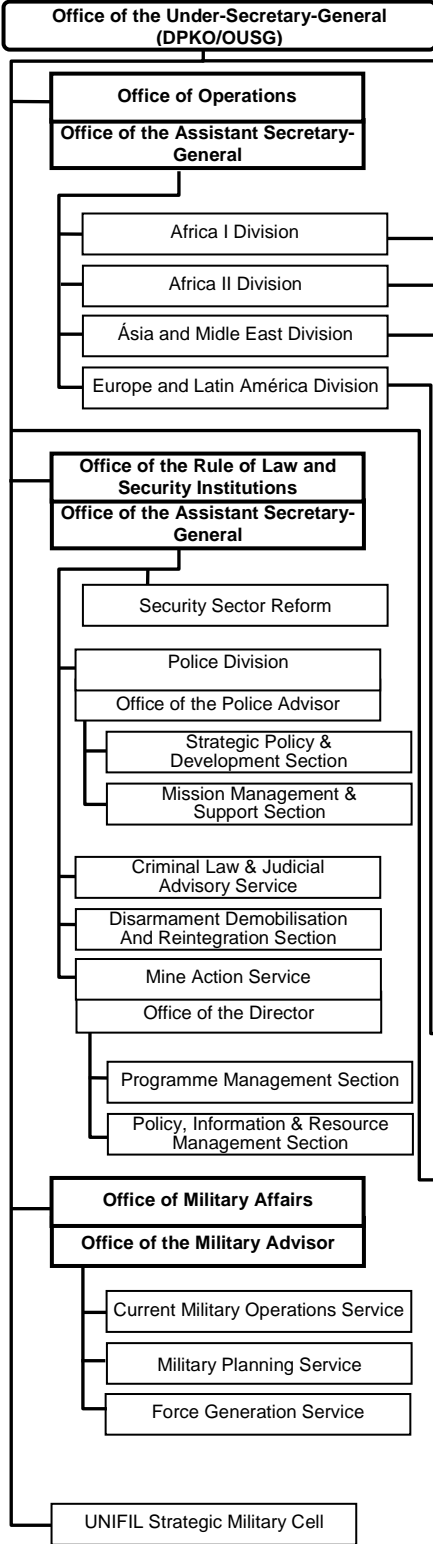 Office of the Under-Secretary-General
(DPKO/OUSG)
Office of Operations
Office of the Assistant Secretary-
General
Africa I Division
Africa II Division
Ásia and Midle East Division
Europe and Latin América Division
Office of the Rule of Law and
Security Institutions
Office of the Assistant Secretary-
General
Security Sector Reform
Police Division
Office of the Police Advisor
Strategic Policy &
Development Section
Mission Management &
Support Section
Criminal Law & Judicial
Advisory Service
Disarmament Demobilisation
And Reintegration Section
Mine Action Service
Office of the Director
Programme Management Section
Policy, Information & Resource
Management Section
Office of Military Affairs
Office of the Military Advisor
Current Military Operations Service
Military Planning Service
Force Generation Service
UNIFIL Strategic Military Cell